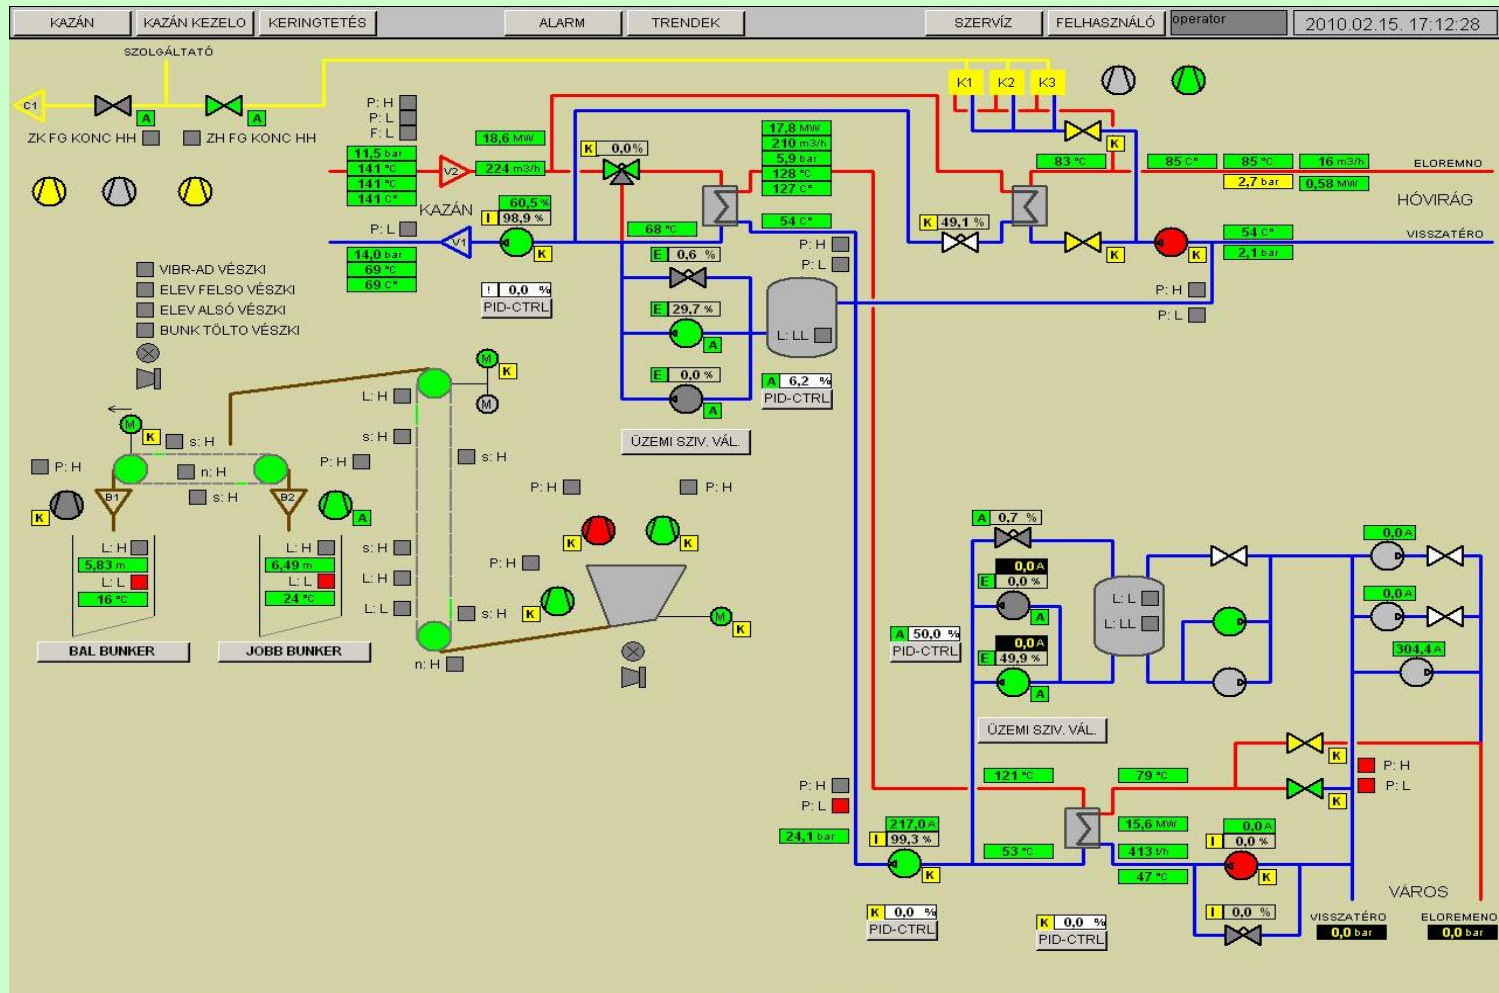 KAZÁN KAZÁN KEZELO KERINGTETÉS ALARM TRENDEK SZERVÍZ FELHASZNÁLÓ operator 2010.02.15. 17:12:28
SZOLGÁLTATÓ
C1
A
A
ZK FG KONC HH
ZH FG KONC HH
P: H
P: L
F: L
11,5 bar
141 °C
141 °C
141 C°
V2
18,6 MW
224 m3/h
KAZÁN
60,5 %
I 98,9 %
K
P: L
V1
14,0 bar
69 °C
69 C°
! 0,0 %
PID-CTRL
K 0,0%
17,8 MW
210 m3/h
5,9 bar
128 °C
127 C°
54 C°
68 °C
E 0,6 %
E 29,7 %
A
E 0,0 %
A
P: H
P: L
L: LL
A 6,2 %
PID-CTRL
ÜZEMI SZIV. VÁL.
K1 K2 K3
K
83 °C
85 C°
85 °C
16 m3/h
ELOREMNO
2,7 bar
0,58 MW
HÓVIRÁG
K 49,1 %
K
K
54 C°
VISSZATÉRO
2,1 bar
P: H
P: L
VIBR-AD VÉSZKI
ELEV FELSO VÉSZKI
ELEV ALSÓ VÉSZKI
BUNK TÖLTO VÉSZKI
M
K
M
L: H
s: H
s: H
M
K
s: H
P: H
n: H
P: H
s: H
B1
B2
K
A
L: H
5,83 m
L: L
16 °C
L: H
6,49 m
L: L
24 °C
BAL BUNKER
JOBB BUNKER
s: H
L: H
L: L
s: H
n: H
P: H
P: H
P: H
K
K
K
M
K
A 0,7 %
0,0 A
E 0,0 %
A
0,0 A
E 49,9 %
A
A 50,0 %
PID-CTRL
L: L
L: LL
0,0 A
0,0 A
304,4 A
ÜZEMI SZIV. VÁL.
K
P: H
P: L
K
P: H
P: L
24,1 bar
121 °C
79 °C
217,0 A
I 99,3 %
K
53 °C
15,6 MW
413 t/h
47 °C
0,0 A
I 0,0 %
K
K 0,0 %
PID-CTRL
K 0,0 %
PID-CTRL
I 0,0 %
VÁROS
VISSZATÉRO
0,0 bar
ELOREMENO
0,0 bar